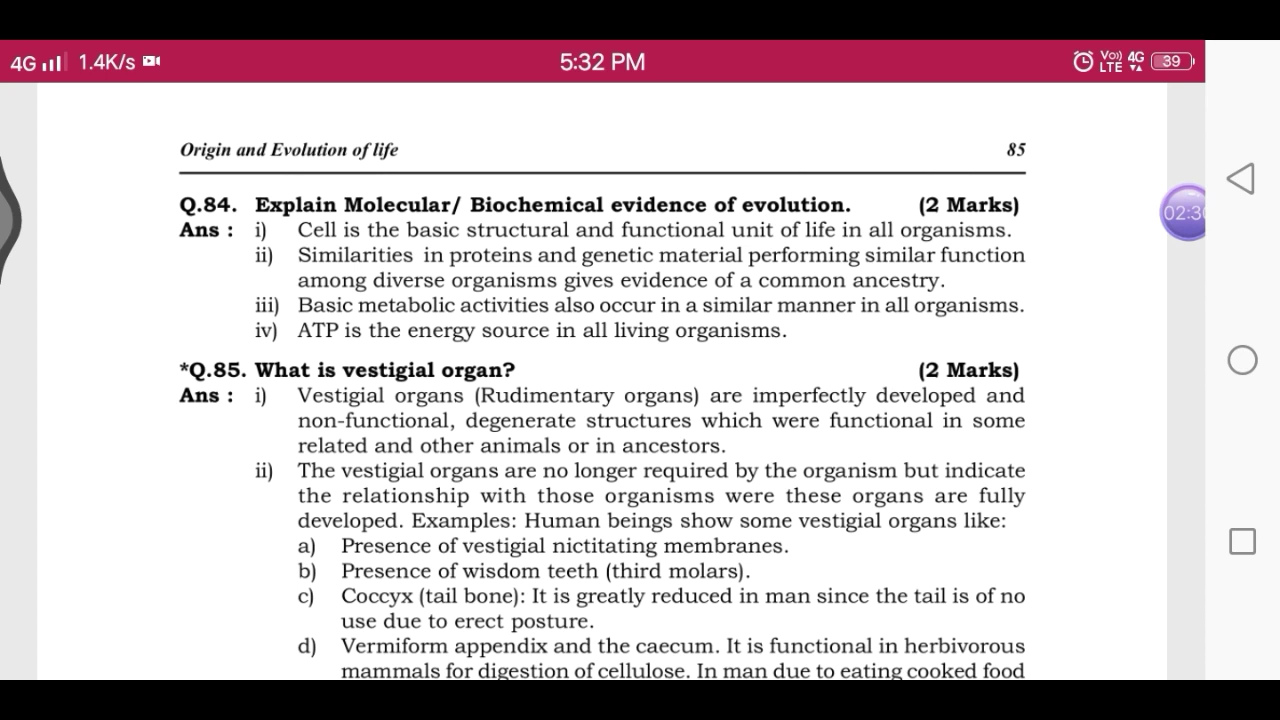 4G 1.4K/s 5:32 PM Vo) LTE 4G 39
Origin and Evolution of life 85
Q.84. Explain Molecular/ Biochemical evidence of evolution. (2 Marks)
Ans : i) Cell is the basic structural and functional unit of life in all organisms.
ii) Similarities in proteins and genetic material performing similar function
among diverse organisms gives evidence of a common ancestry.
iii) Basic metabolic activities also occur in a similar manner in all organisms.
iv) ATP is the energy source in all living organisms.
*Q.85. What is vestigial organ? (2 Marks)
Ans : i) Vestigial organs (Rudimentary organs) are imperfectly developed and
non-functional, degenerate structures which were functional in some
related and other animals or in ancestors.
ii) The vestigial organs are no longer required by the organism but indicate
the relationship with those organisms were these organs are fully
developed. Examples: Human beings show some vestigial organs like:
a) Presence of vestigial nictitating membranes.
b) Presence of wisdom teeth (third molars).
c) Coccyx (tail bone): It is greatly reduced in man since the tail is of no
use due to erect posture.
d) Vermiform appendix and the caecum. It is functional in herbivorous
mammals for digestion of cellulose. In man due to eating cooked food